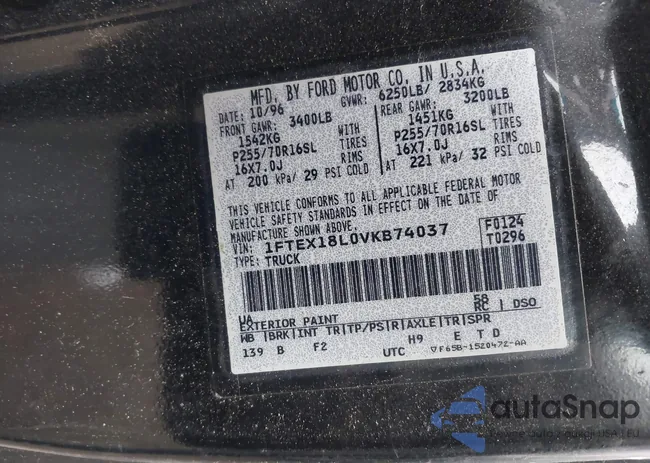 MFD. BY FORD MOTOR CO. IN U.S.A.
DATE: 10/96 GVWR: 6250LB/ 2834KG
FRONT GAWR: 3400LB REAR GAWR: 3200LB
1542KG WITH 1451KG WITH
P255/70R16SL TIRES P255/70R16SL TIRES
16X7.0J RIMS 16X7.0J RIMS
AT 200 kPa/ 29 PSI COLD AT 221 kPa/ 32 PSI COLD
THIS VEHICLE CONFORMS TO ALL APPLICABLE FEDERAL MOTOR
VEHICLE SAFETY STANDARDS IN EFFECT ON THE DATE OF
MANUFACTURE SHOWN ABOVE.
VIN: 1FTEX18L0VKB74037 F0124
TYPE: TRUCK T0296
UA 58
EXTERIOR PAINT RC | DSO
WB |BRK|INT TR|TP/PS|R|AXLE|TR|SPR
139 B F2 H9 E T D
UTC ▽F65B-1520472-AA
autoSnap